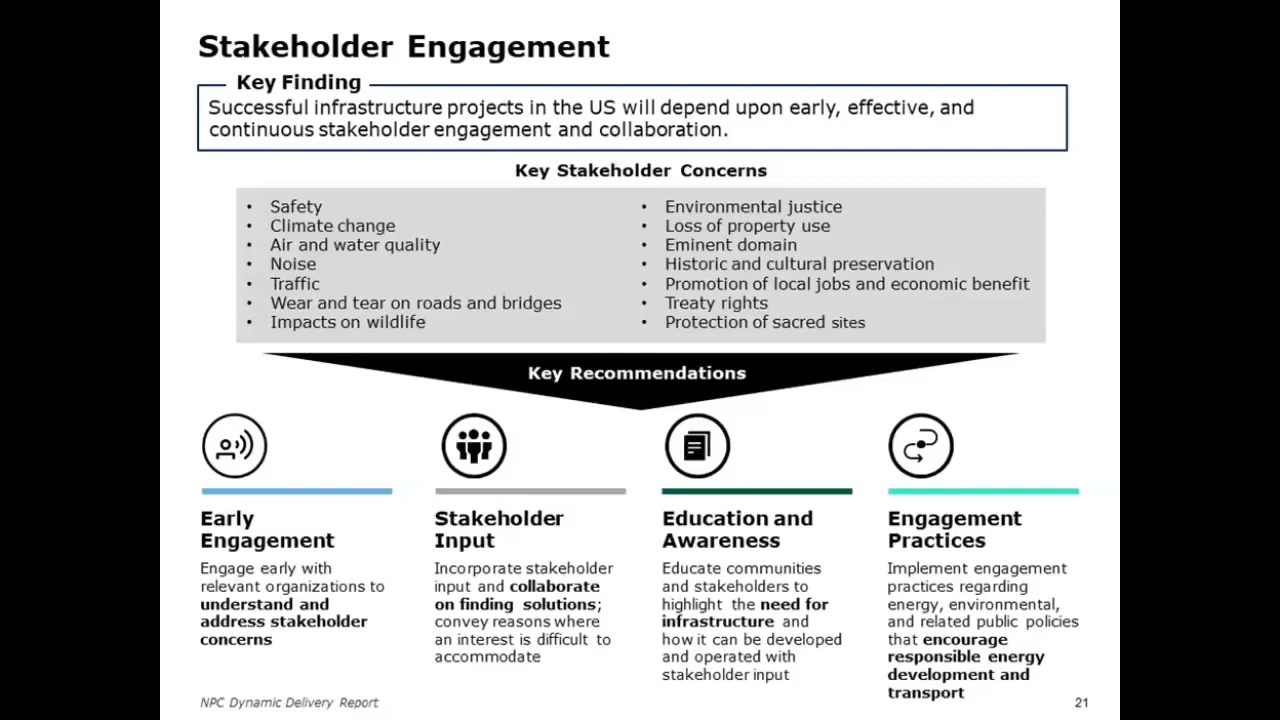 Stakeholder Engagement
Key Finding
Successful infrastructure projects in the US will depend upon early, effective, and
continuous stakeholder engagement and collaboration.
Key Stakeholder Concerns
• Safety
• Climate change
• Air and water quality
• Noise
• Traffic
• Wear and tear on roads and bridges
• Impacts on wildlife
• Environmental justice
• Loss of property use
• Eminent domain
• Historic and cultural preservation
• Promotion of local jobs and economic benefit
• Treaty rights
• Protection of sacred sites
Key Recommendations
Early
Engagement
Engage early with
relevant organizations to
understand and
address stakeholder
concerns
Stakeholder
Input
Incorporate stakeholder
input and collaborate
on finding solutions;
convey reasons where
an interest is difficult to
accommodate
Education and
Awareness
Educate communities
and stakeholders to
highlight the need for
infrastructure and
how it can be developed
and operated with
stakeholder input
Engagement
Practices
Implement engagement
practices regarding
energy, environmental,
and related public policies
that encourage
responsible energy
development and
transport
NPC Dynamic Delivery Report
21